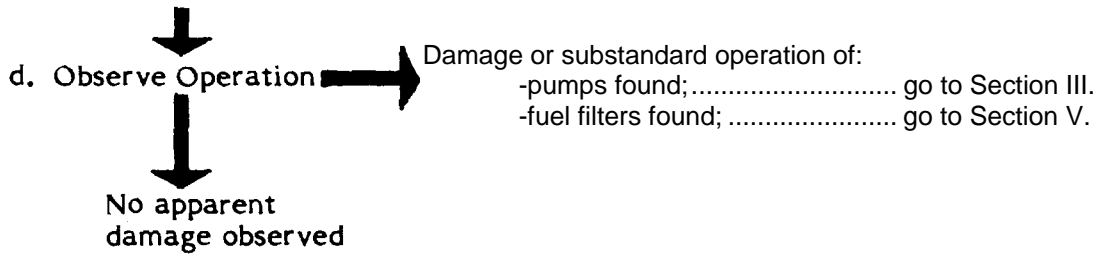 d. Observe Operation
Damage or substandard operation of:
-pumps found;............................ go to Section III.
-fuel filters found; ....................... go to Section V.
No apparent
damage observed